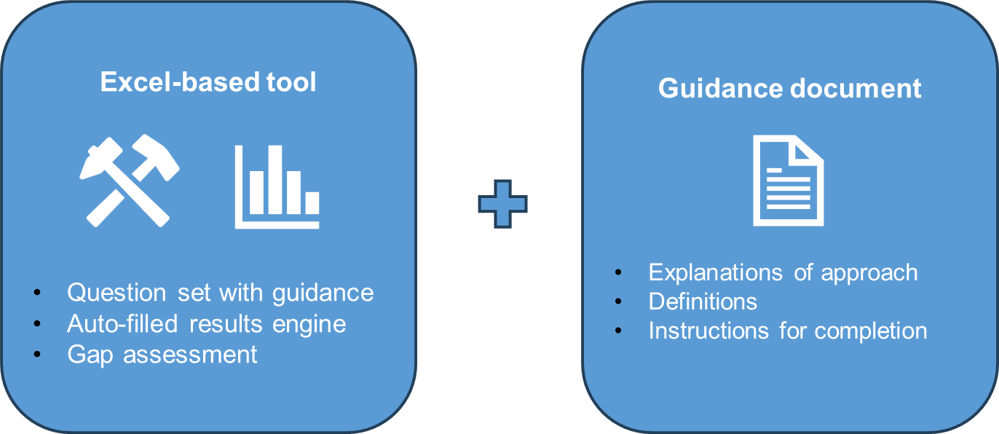 Excel-based tool
• Question set with guidance
• Auto-filled results engine
• Gap assessment
Guidance document
• Explanations of approach
• Definitions
• Instructions for completion